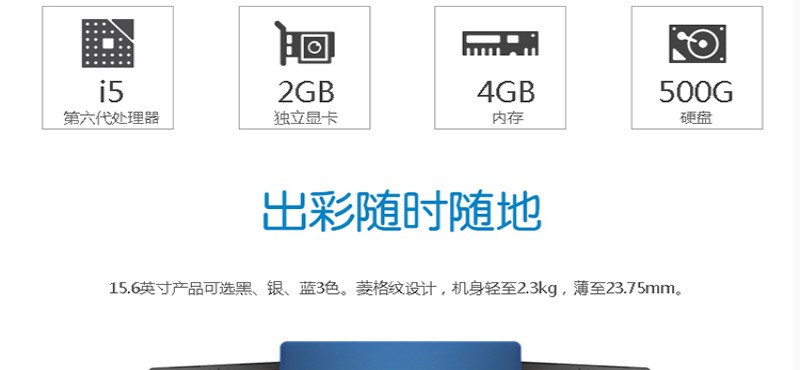 i5 2GB 4GB 500G
第六代处理器 独立显卡 内存 硬盘
出彩随时随地
15.6英寸产品可选黑、银、蓝3色。菱格纹设计，机身轻至2.3kg，薄至23.75mm。